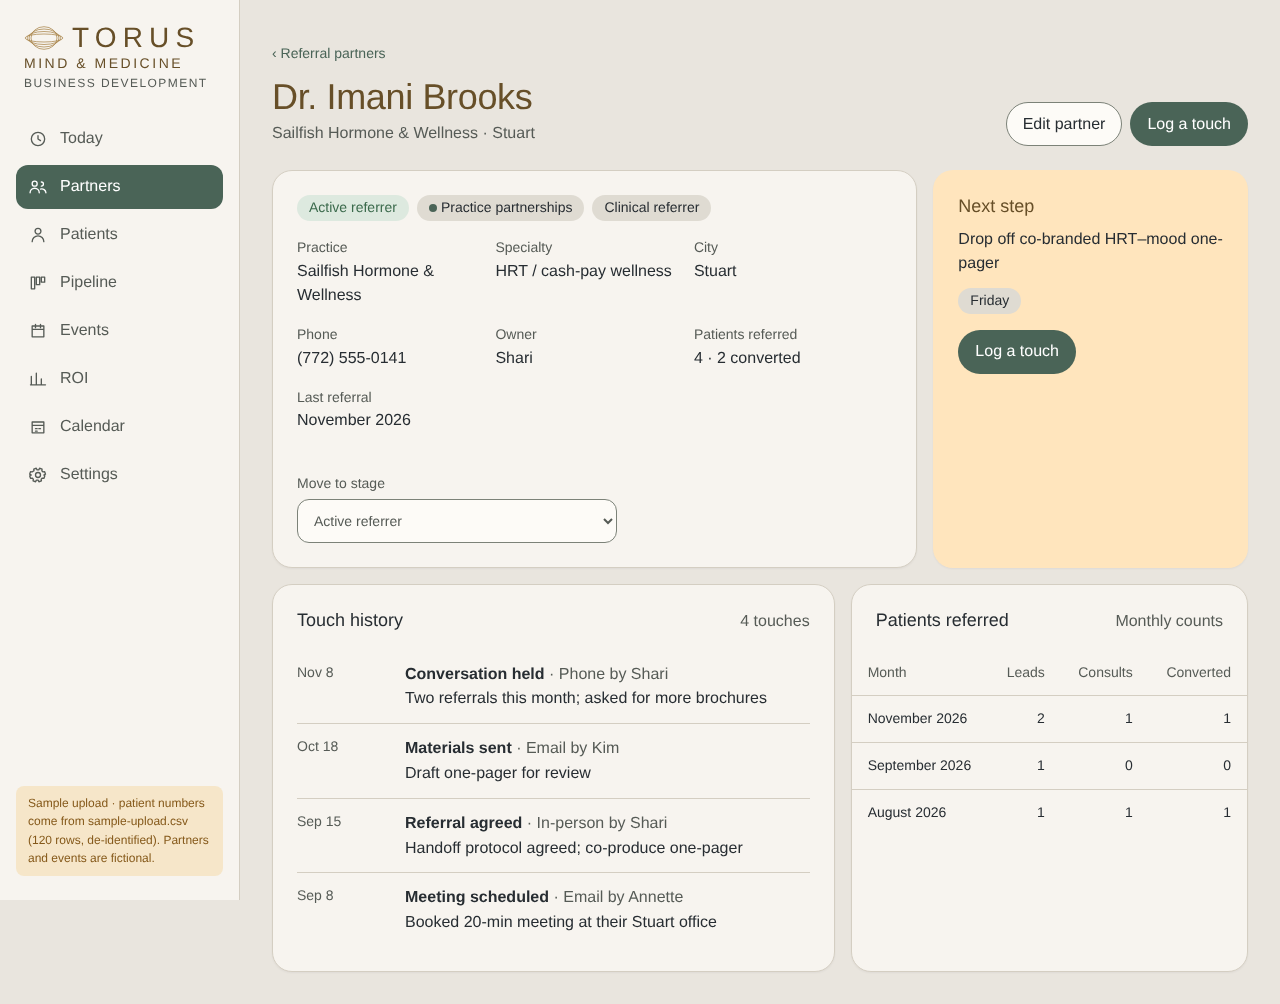 TORUS
MIND & MEDICINE
BUSINESS DEVELOPMENT
Today
Partners
Patients
Pipeline
Events
ROI
Calendar
Settings
Sample upload · patient numbers
come from sample-upload.csv
(120 rows, de-identified). Partners
and events are fictional.
‹ Referral partners
Dr. Imani Brooks
Sailfish Hormone & Wellness · Stuart
Edit partner
Log a touch
Active referrer
Practice partnerships
Clinical referrer
Practice
Sailfish Hormone &
Wellness
Specialty
HRT / cash-pay wellness
City
Stuart
Phone
(772) 555-0141
Owner
Shari
Patients referred
4 · 2 converted
Last referral
November 2026
Move to stage
Active referrer
Next step
Drop off co-branded HRT–mood one-
pager
Friday
Log a touch
Touch history
4 touches
Nov 8
Conversation held · Phone by Shari
Two referrals this month; asked for more brochures
Oct 18
Materials sent · Email by Kim
Draft one-pager for review
Sep 15
Referral agreed · In-person by Shari
Handoff protocol agreed; co-produce one-pager
Sep 8
Meeting scheduled · Email by Annette
Booked 20-min meeting at their Stuart office
Patients referred
Monthly counts
Month Leads Consults Converted
November 2026 2 1 1
September 2026 1 0 0
August 2026 1 1 1